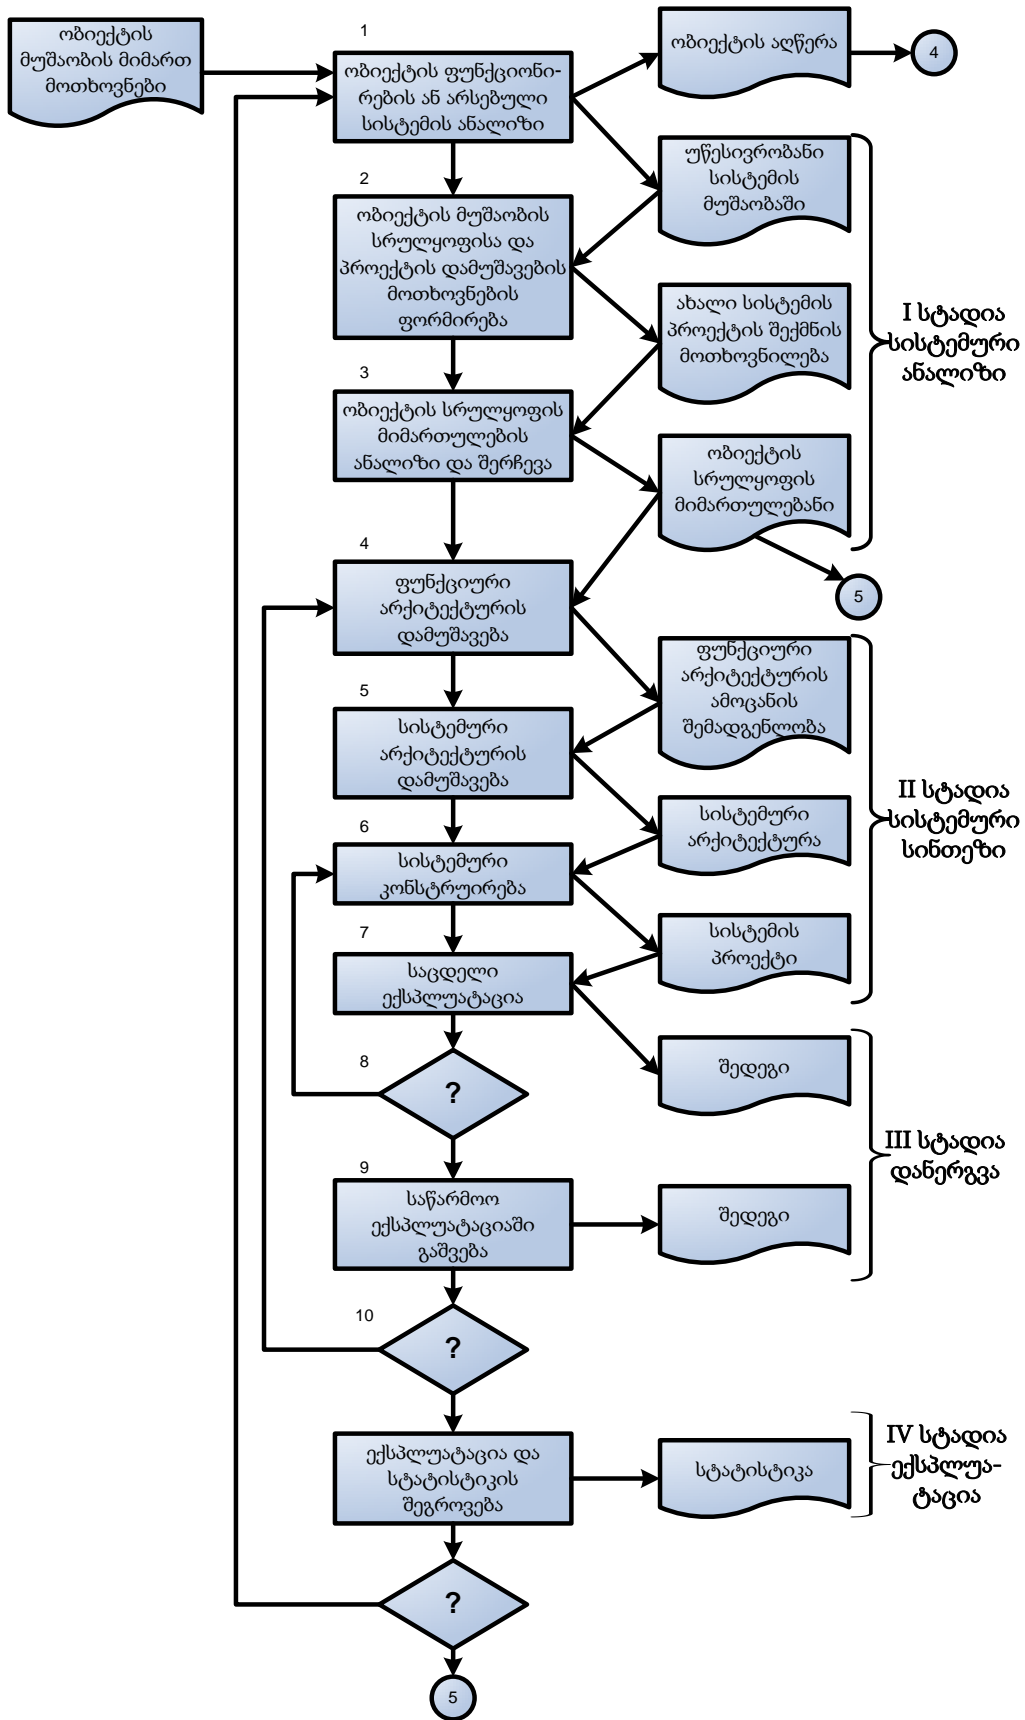 ობიექტის
მუშაობის მიმართ
მოთხოვნები
1
ობიექტის ფუნქციონი-
რების ან არსებული
სისტემის ანალიზი
ობიექტის აღწერა
4
უწესივრობანი
სისტემის
მუშაობაში
2
ობიექტის მუშაობის
სრულყოფისა და
პროექტის დამუშავების
მოთხოვნების
ფორმირება
ახალი სისტემის
პროექტის შექმნის
მოთხოვნილება
I სტადია
სისტემური
ანალიზი
3
ობიექტის სრულყოფის
მიმართულების
ანალიზი და შერჩევა
ობიექტის
სრულყოფის
მიმართულებანი
5
4
ფუნქციური
არქიტექტურის
დამუშავება
ფუნქციური
არქიტექტურის
ამოცანის
შემადგენლობა
5
სისტემური
არქიტექტურის
დამუშავება
სისტემური
არქიტექტურა
II სტადია
სისტემური
სინთეზი
6
სისტემური
კონსტრუირება
სისტემის
პროექტი
7
საცდელი
ექსპლუატაცია
8
?
შედეგი
III სტადია
დანერგვა
9
საწარმოო
ექსპლუატაციაში
გაშვება
შედეგი
10
?
ექსპლუატაცია და
სტატისტიკის
შეგროვება
სტატისტიკა
IV სტადია
ექსპლუა-
ტაცია
?
5